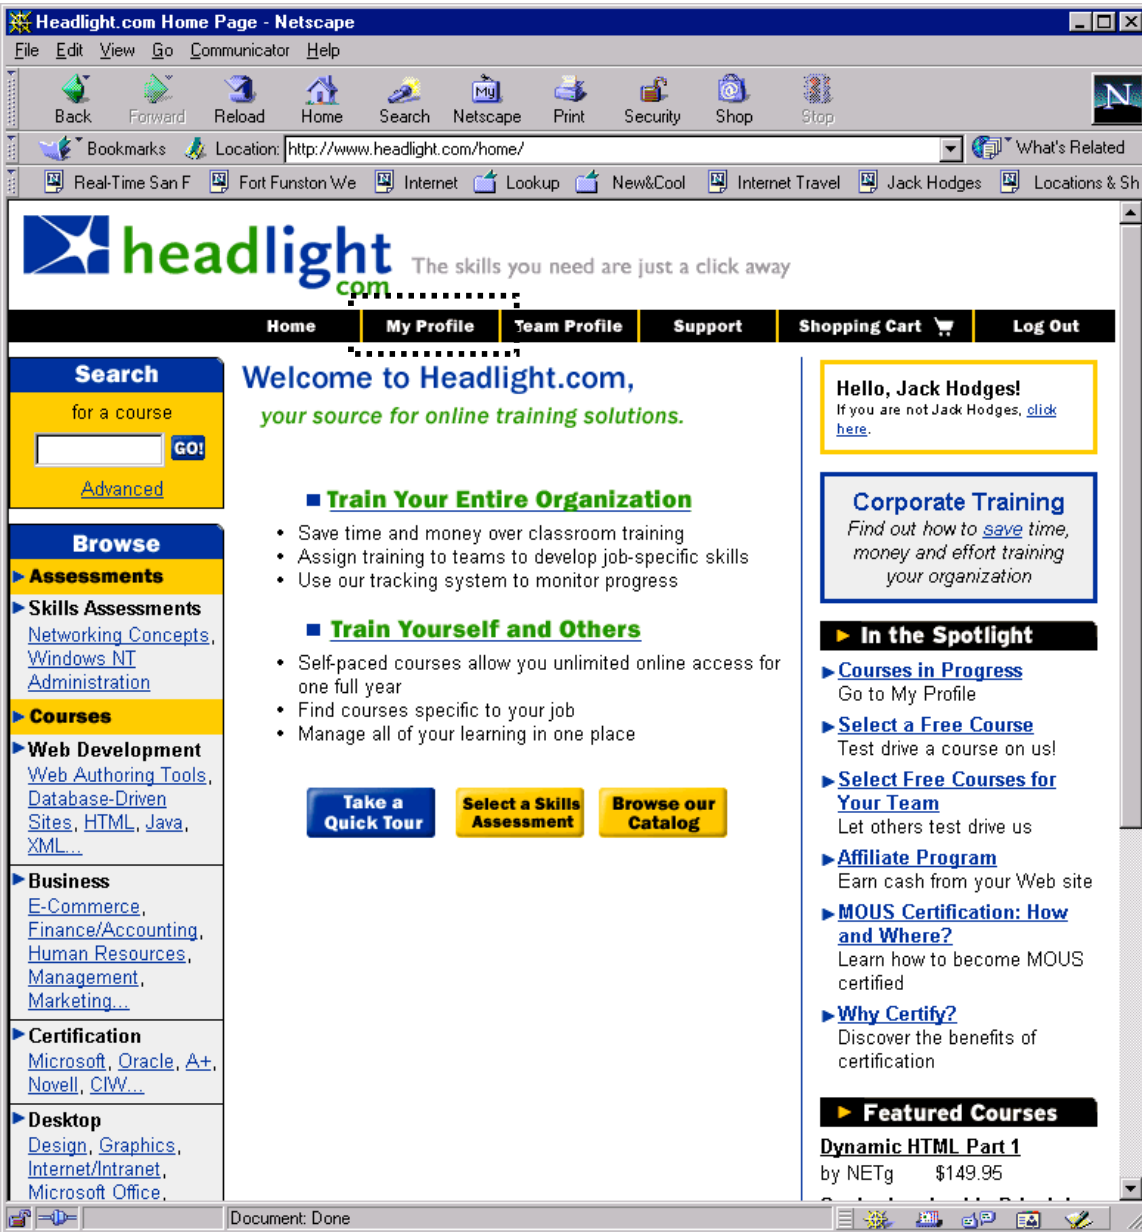 Headlight.com Home Page - Netscape
File Edit View Go Communicator Help
Back Forward Reload Home Search Netscape Print Security Shop Stop
My
N
Bookmarks Location: http://www.headlight.com/home/ What's Related
Real-Time San F Fort Funston We Internet Lookup New&Cool Internet Travel Jack Hodges Locations & Sh
headlight
com
The skills you need are just a click away
Home My Profile Team Profile Support Shopping Cart Log Out
Search
for a course
GO!
Advanced
Browse
Assessments
Skills Assessments
Networking Concepts,
Windows NT
Administration
Courses
Web Development
Web Authoring Tools,
Database-Driven
Sites, HTML, Java,
XML...
Business
E-Commerce,
Finance/Accounting,
Human Resources,
Management,
Marketing...
Certification
Microsoft, Oracle, A+,
Novell, CIW...
Desktop
Design, Graphics,
Internet/Intranet,
Microsoft Office,
Welcome to Headlight.com,
your source for online training solutions.
Train Your Entire Organization
• Save time and money over classroom training
• Assign training to teams to develop job-specific skills
• Use our tracking system to monitor progress
Train Yourself and Others
• Self-paced courses allow you unlimited online access for
one full year
• Find courses specific to your job
• Manage all of your learning in one place
Take a
Quick Tour
Select a Skills
Assessment
Browse our
Catalog
Hello, Jack Hodges!
If you are not Jack Hodges, click
here.
Corporate Training
Find out how to save time,
money and effort training
your organization
In the Spotlight
Courses in Progress
Go to My Profile
Select a Free Course
Test drive a course on us!
Select Free Courses for
Your Team
Let others test drive us
Affiliate Program
Earn cash from your Web site
MOUS Certification: How
and Where?
Learn how to become MOUS
certified
Why Certify?
Discover the benefits of
certification
Featured Courses
Dynamic HTML Part 1
by NETg $149.95
Document: Done